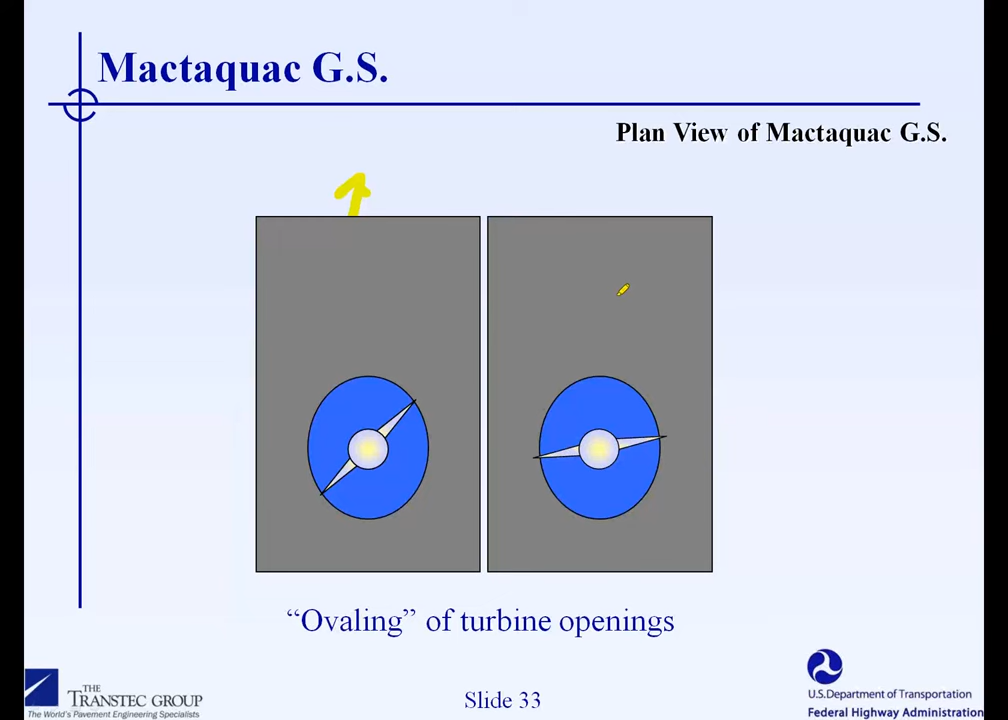 Mactaquac G.S.
Plan View of Mactaquac G.S.
“Ovaling” of turbine openings
THE
TRANSTEC GROUP
The World's Pavement Engineering Specialists
Slide 33
U.S.Department of Transportation
Federal Highway Administration